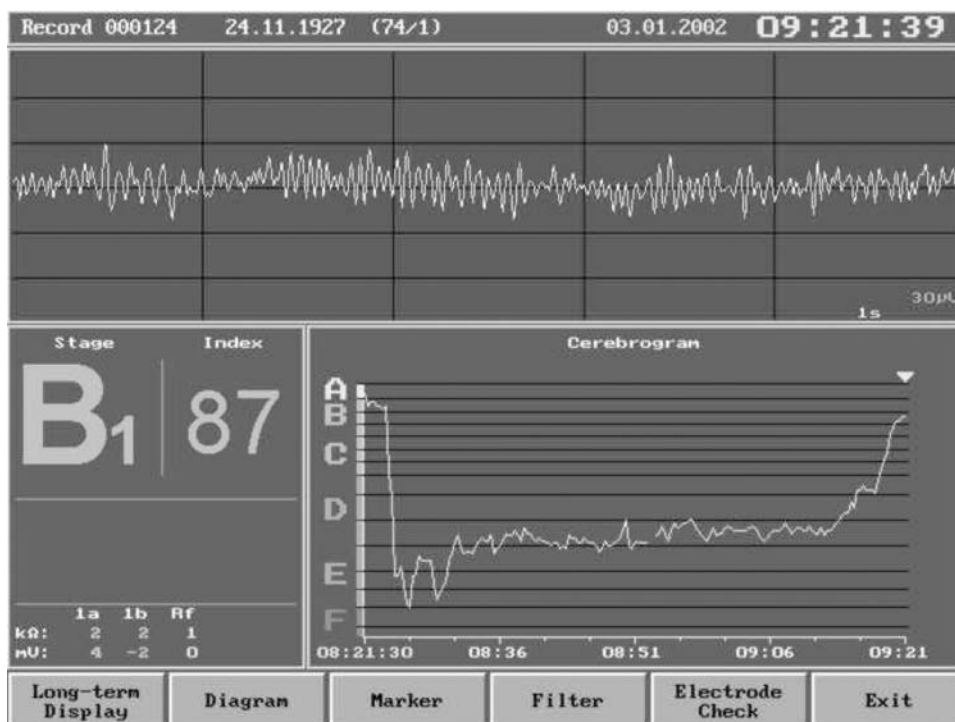 Record 000124 24.11.1927 (74/1) 03.01.2002 09:21:39
30µV
1s
Stage Index
B1 87
1a 1b Rf
kΩ: 2 2 1
mV: 4 -2 0
Cerebrogram
A
B
C
D
E
F
08:21:30 08:36 08:51 09:06 09:21
Long-term Display Diagram Marker Filter Electrode Check Exit